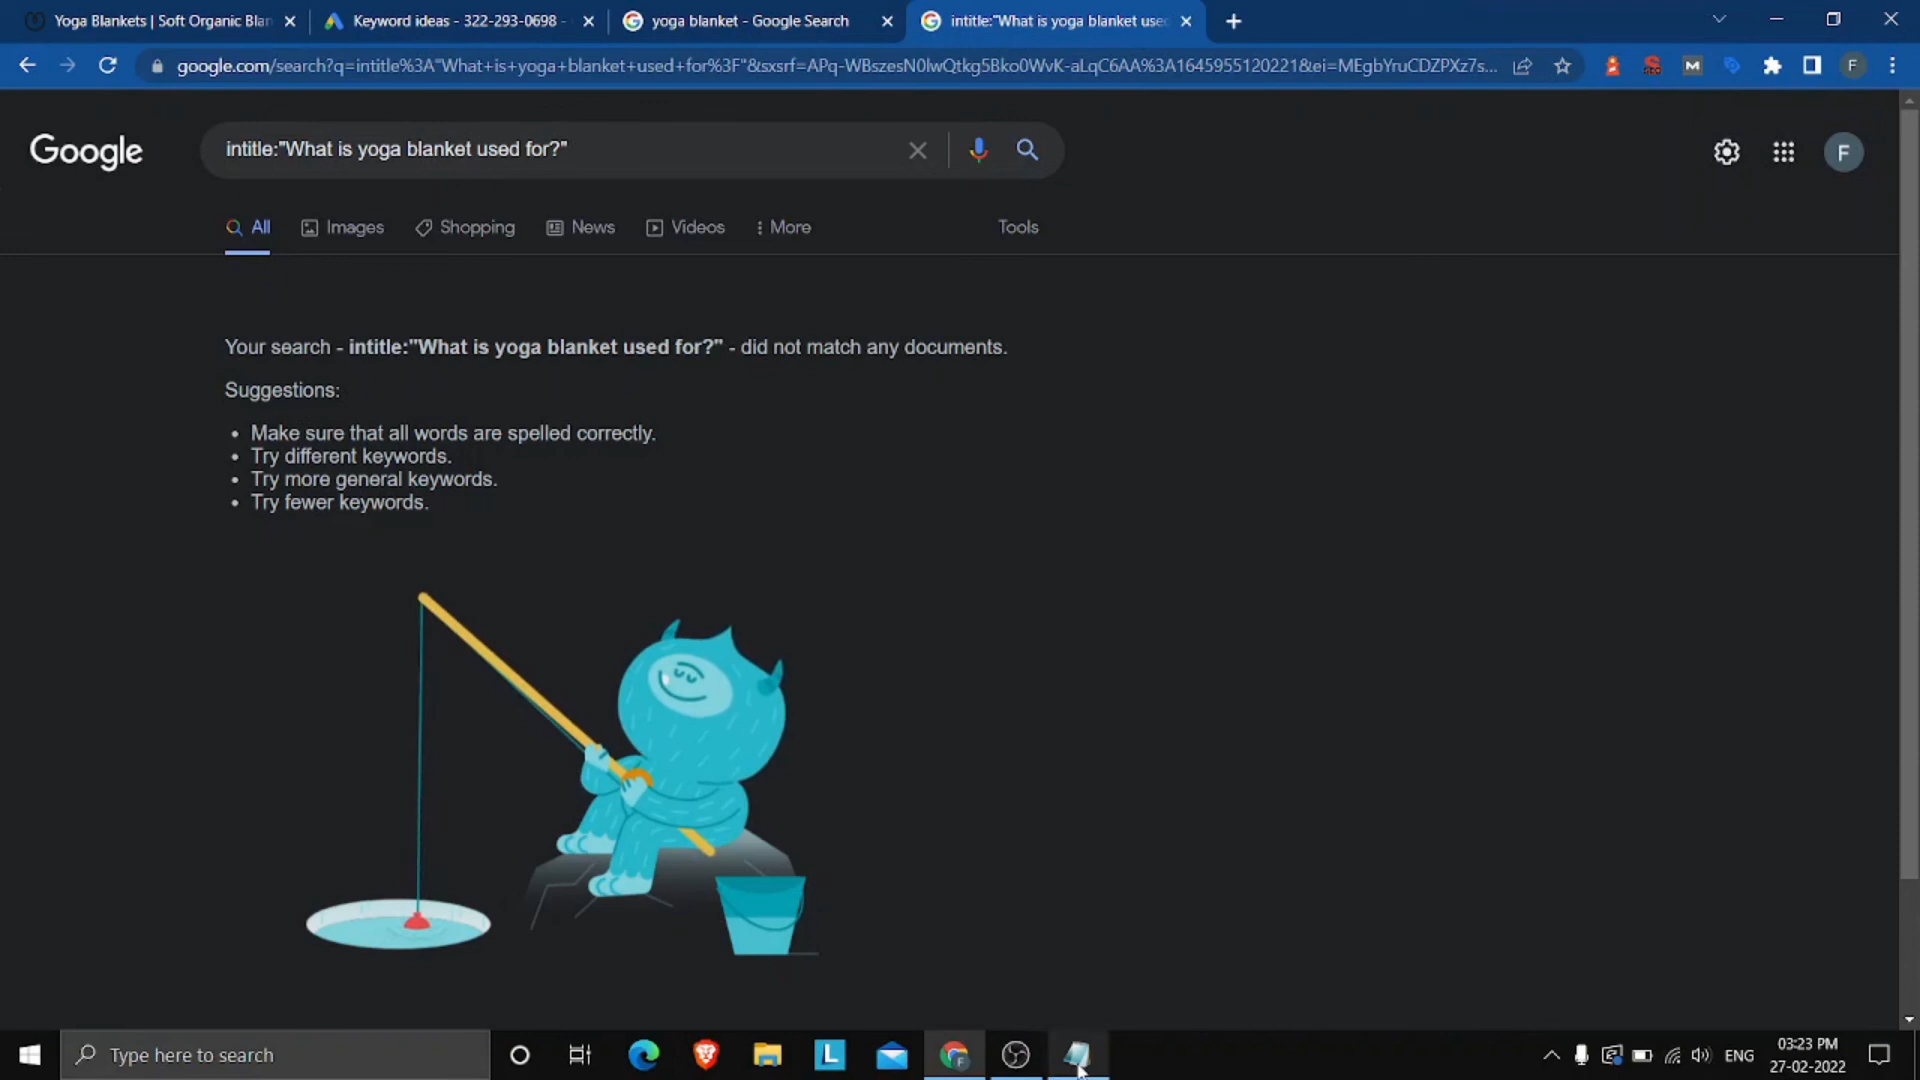 Yoga Blankets | Soft Organic Blan
Keyword ideas - 322-293-0698 -
yoga blanket - Google Search
intitle:"What is yoga blanket used
google.com/search?q=intitle%3A"What+is+yoga+blanket+used+for%3F"&sxsrf=APq-WBszesN0lwQtkg5Bko0WvK-aLqC6AA%3A1645955120221&ei=MEgbYruCDZPXz7s...
M
F
Google
intitle:"What is yoga blanket used for?"
F
All
Images
Shopping
News
Videos
More
Tools
Your search - intitle:"What is yoga blanket used for?" - did not match any documents.
Suggestions:
• Make sure that all words are spelled correctly.
• Try different keywords.
• Try more general keywords.
• Try fewer keywords.
Type here to search
L
F
ENG
03:23 PM
27-02-2022